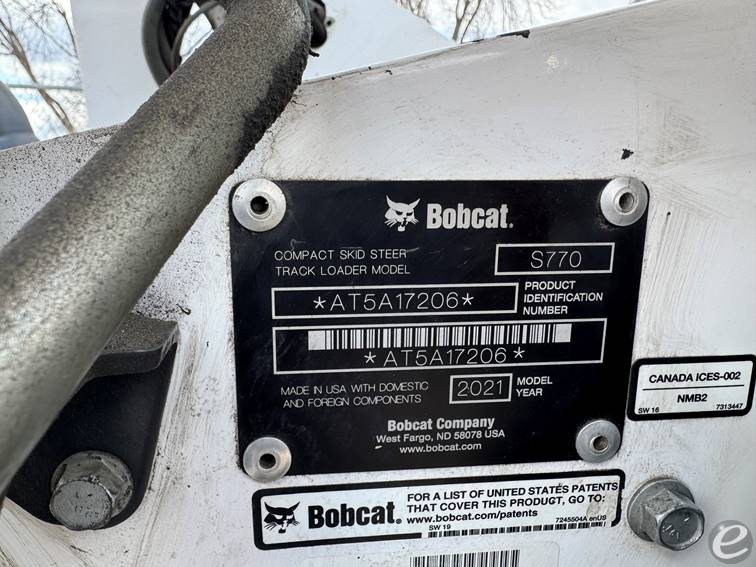 Bobcat.
COMPACT SKID STEER
TRACK LOADER MODEL
S770
*AT5A17206*
PRODUCT
IDENTIFICATION
NUMBER
*AT5A17206*
MADE IN USA WITH DOMESTIC
AND FOREIGN COMPONENTS
2021
MODEL
YEAR
Bobcat Company
West Fargo, ND 58078 USA
www.bobcat.com
CANADA ICES-002
NMB2
SW 16 7313447
Bobcat.
FOR A LIST OF UNITED STATES PATENTS
THAT COVER THIS PRODUCT, GO TO:
www.bobcat.com/patents
SW 19 7245504A enUS
e